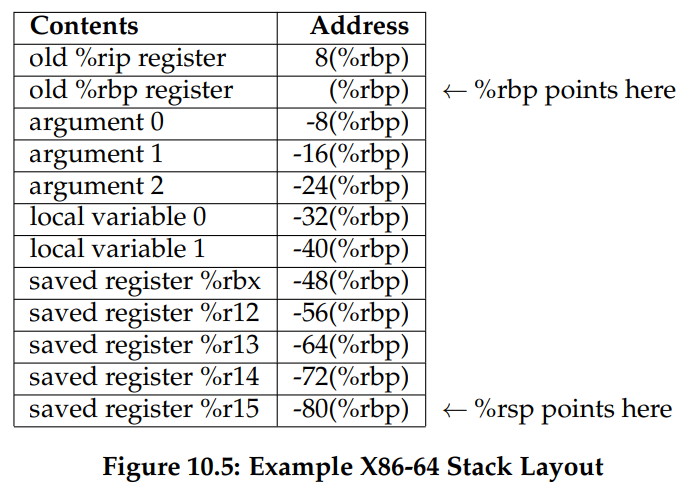 Contents Address
old %rip register 8(%rbp)
old %rbp register (%rbp) ← %rbp points here
argument 0 -8(%rbp)
argument 1 -16(%rbp)
argument 2 -24(%rbp)
local variable 0 -32(%rbp)
local variable 1 -40(%rbp)
saved register %rbx -48(%rbp)
saved register %r12 -56(%rbp)
saved register %r13 -64(%rbp)
saved register %r14 -72(%rbp)
saved register %r15 -80(%rbp) ← %rsp points here
Figure 10.5: Example X86-64 Stack Layout